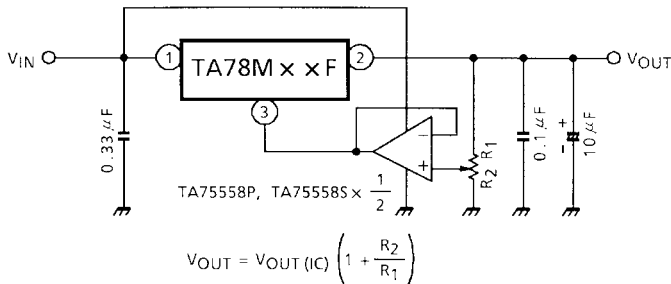 VIN
1
TA78M××F
2
VOUT
3
0.33μF
−
+
R1
R2
0.1μF
+
−
10μF
TA75558P, TA75558S × 1/2
VOUT = VOUT (IC) (1 + R2/R1)